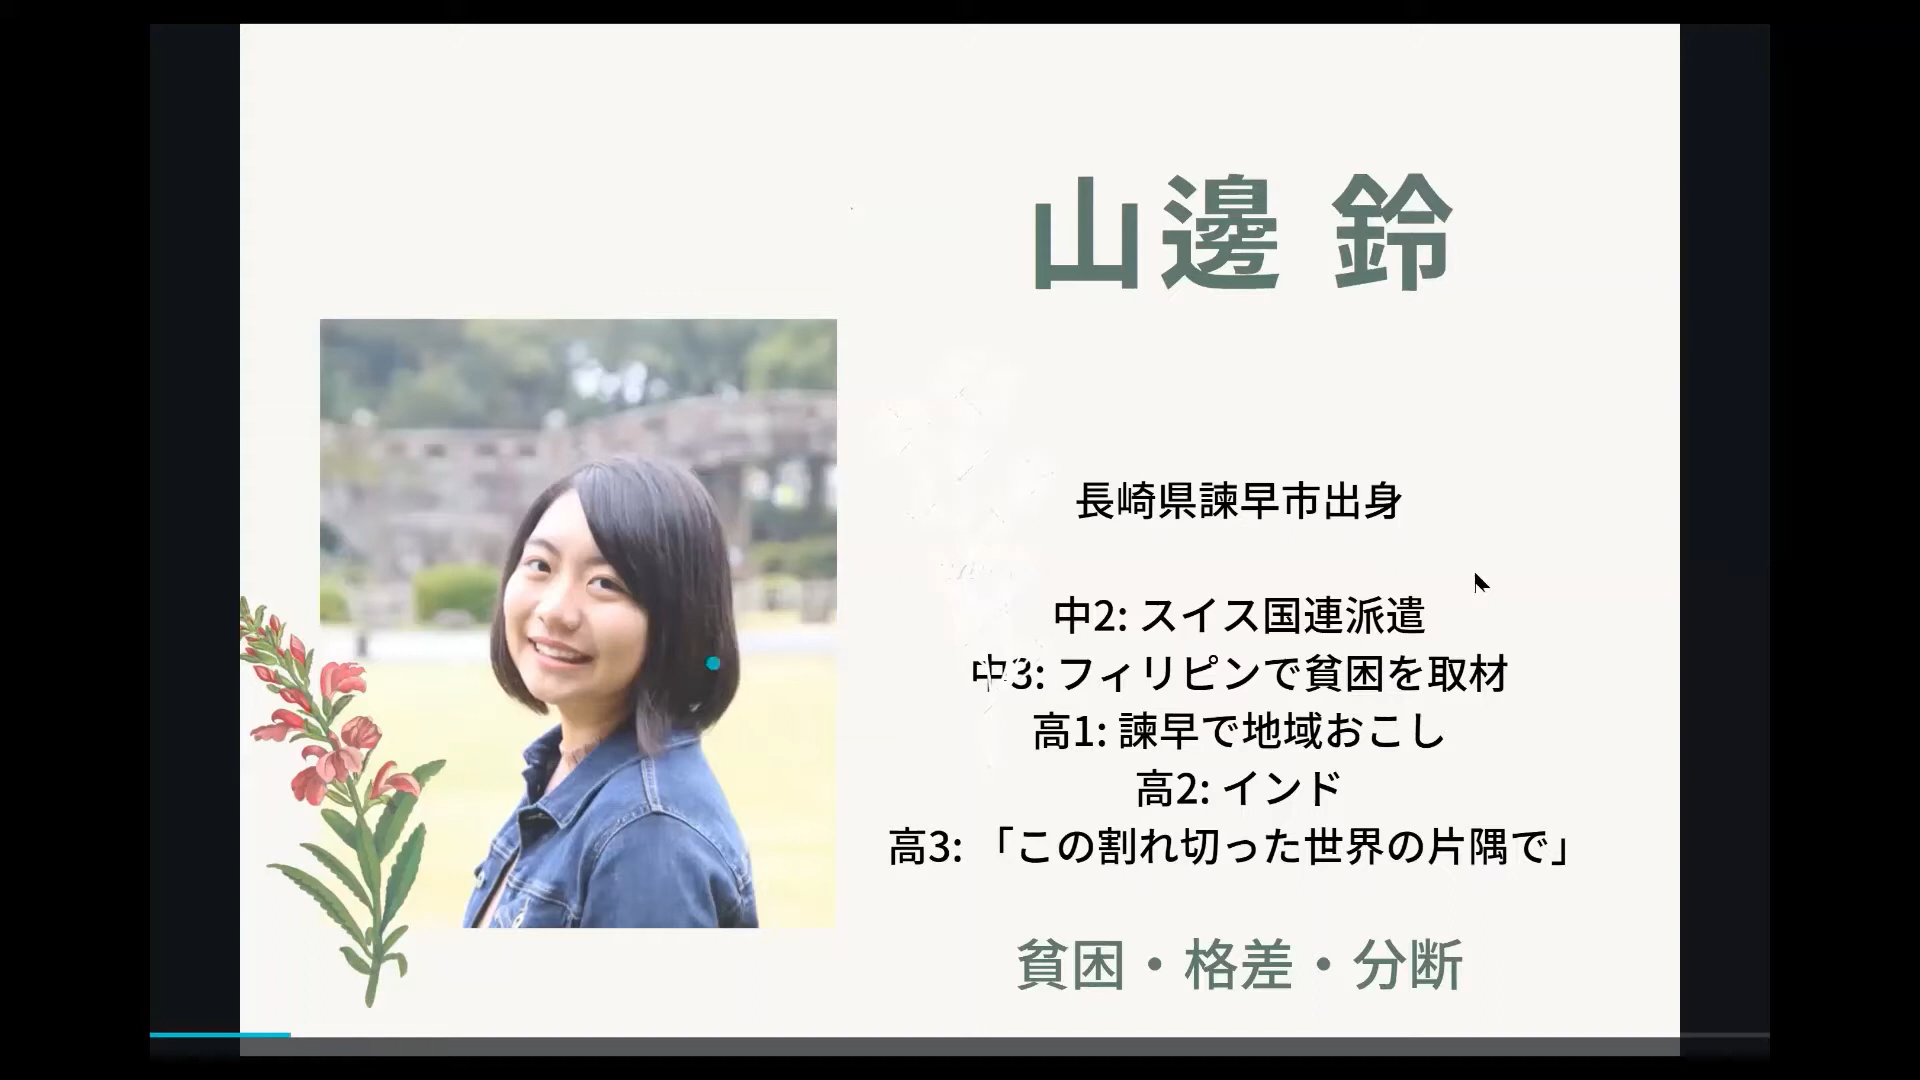 山邊 鈴
長崎県諫早市出身
中2: スイス国連派遣
中3: フィリピンで貧困を取材
高1: 諫早で地域おこし
高2: インド
高3: 「この割れ切った世界の片隅で」
貧困・格差・分断